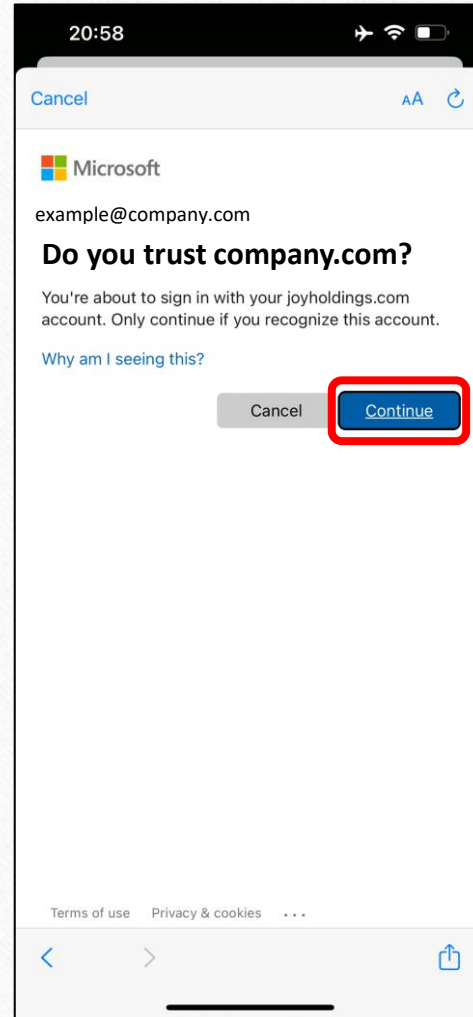 20:58
Cancel AA
Microsoft
example@company.com
Do you trust company.com?
You're about to sign in with your joyholdings.com
account. Only continue if you recognize this account.
Why am I seeing this?
Cancel Continue
Terms of use Privacy & cookies ...